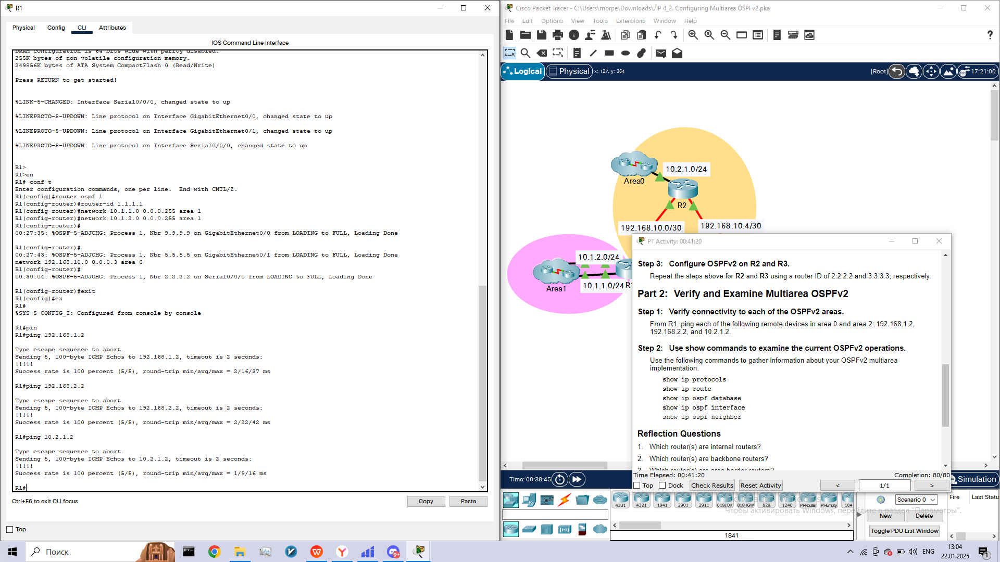 R1
Physical
Config
CLI
Attributes
IOS Command Line Interface
DRAM configuration is 64 bits wide with parity disabled.
255K bytes of non-volatile configuration memory.
249856K bytes of ATA System CompactFlash 0 (Read/Write)
Press RETURN to get started!
%LINK-5-CHANGED: Interface Serial0/0/0, changed state to up
%LINEPROTO-5-UPDOWN: Line protocol on Interface GigabitEthernet0/0, changed state to up
%LINEPROTO-5-UPDOWN: Line protocol on Interface GigabitEthernet0/1, changed state to up
%LINEPROTO-5-UPDOWN: Line protocol on Interface Serial0/0/0, changed state to up
R1>
R1>en
R1# conf t
Enter configuration commands, one per line.  End with CNTL/Z.
R1(config)#router ospf 1
R1(config-router)#router-id 1.1.1.1
R1(config-router)#network 10.1.1.0 0.0.0.255 area 1
R1(config-router)#network 10.1.2.0 0.0.0.255 area 1
R1(config-router)#
00:27:35: %OSPF-5-ADJCHG: Process 1, Nbr 9.9.9.9 on GigabitEthernet0/0 from LOADING to FULL, Loading Done
R1(config-router)#
00:27:43: %OSPF-5-ADJCHG: Process 1, Nbr 5.5.5.5 on GigabitEthernet0/1 from LOADING to FULL, Loading Done
network 192.168.10.0 0.0.0.3 area 0
R1(config-router)#
00:30:04: %OSPF-5-ADJCHG: Process 1, Nbr 2.2.2.2 on Serial0/0/0 from LOADING to FULL, Loading Done
R1(config-router)#exit
R1(config)#ex
R1#
%SYS-5-CONFIG_I: Configured from console by console
R1#pin
R1#ping 192.168.1.2
Type escape sequence to abort.
Sending 5, 100-byte ICMP Echos to 192.168.1.2, timeout is 2 seconds:
!!!!!
Success rate is 100 percent (5/5), round-trip min/avg/max = 2/16/37 ms
R1#ping 192.168.2.2
Type escape sequence to abort.
Sending 5, 100-byte ICMP Echos to 192.168.2.2, timeout is 2 seconds:
!!!!!
Success rate is 100 percent (5/5), round-trip min/avg/max = 2/22/42 ms
R1#ping 10.2.1.2
Type escape sequence to abort.
Sending 5, 100-byte ICMP Echos to 10.2.1.2, timeout is 2 seconds:
!!!!!
Success rate is 100 percent (5/5), round-trip min/avg/max = 1/9/16 ms
R1#
Ctrl+F6 to exit CLI focus
Copy
Paste
Top
Cisco Packet Tracer - C:\Users\morpe\Downloads\ЛР 4_2. Configuring Multiarea OSPFv2.pka
File Edit Options View Tools Extensions Window Help
Logical
Physical
x: 127, y: 364
[Root]
17:21:00
10.2.1.0/24
Area0
R2
192.168.10.0/30
192.168.10.4/30
10.1.2.0/24
Area1
10.1.1.0/24
R1
PT Activity: 00:41:20
Step 3: Configure OSPFv2 on R2 and R3.
Repeat the steps above for R2 and R3 using a router ID of 2.2.2.2 and 3.3.3.3, respectively.
Part 2: Verify and Examine Multiarea OSPFv2
Step 1: Verify connectivity to each of the OSPFv2 areas.
From R1, ping each of the following remote devices in area 0 and area 2: 192.168.1.2,
192.168.2.2, and 10.2.1.2.
Step 2: Use show commands to examine the current OSPFv2 operations.
Use the following commands to gather information about your OSPFv2 multiarea
implementation.
show ip protocols
show ip route
show ip ospf database
show ip ospf interface
show ip ospf neighbor
Reflection Questions
1. Which router(s) are internal routers?
2. Which router(s) are backbone routers?
3. Which router(s) are area border routers?
Time Elapsed: 00:41:20
Completion: 80/80
Top
Dock
Check Results
Reset Activity
<
1/1
>
Time: 00:38:45
Simulation
4331
4321
1941
2901
2911
819IOX
819HGW
829
1240
PT-Router
PT-Empty
184
1841
Scenario 0
New
Delete
Toggle PDU List Window
Fire
Last Statu
Чтобы активировать Windows, перейдите в раздел "Параметры".
Поиск
9+
ENG
13:04
22.01.2025
1